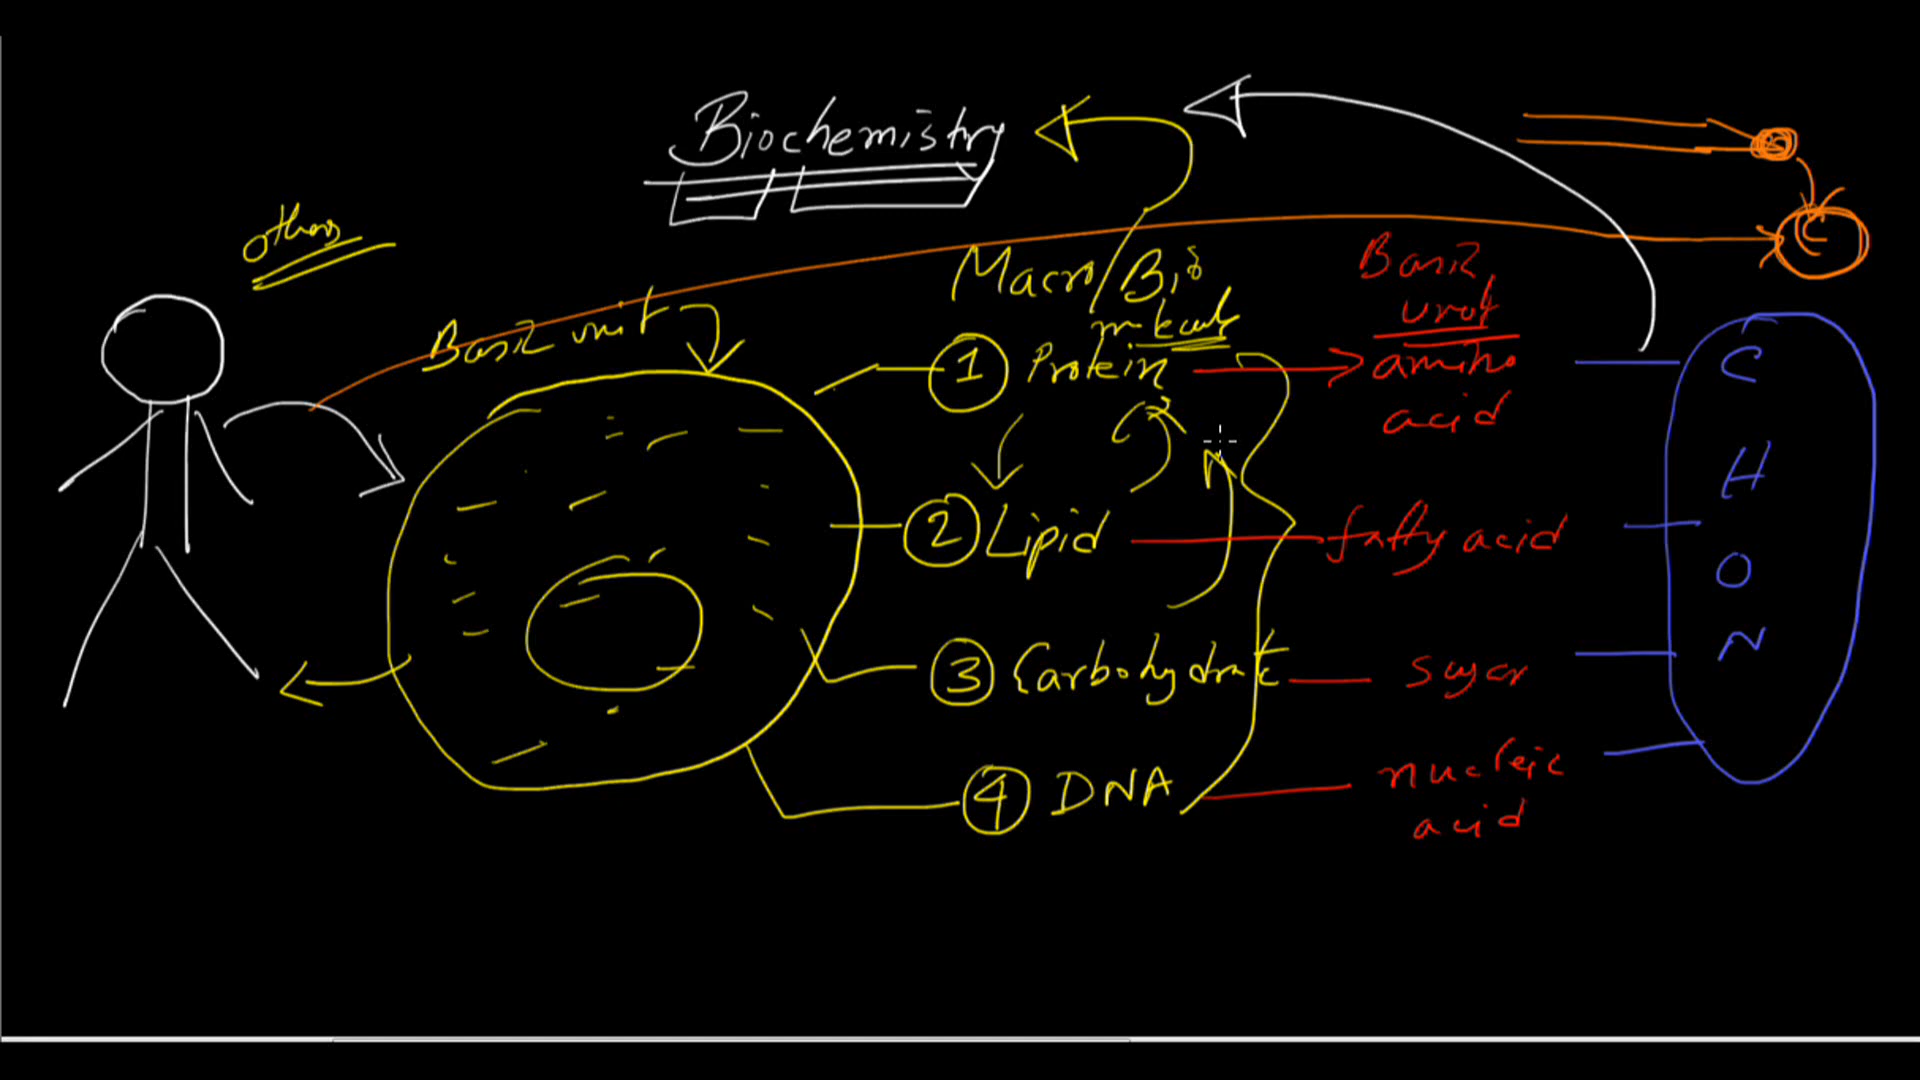 Biochemistry
others
Basic unit
Macro/Bio
molecule
Basic
unit
C
1 Protein
amino
acid
2 Lipid
fatty acid
3 Carbohydrate
sugar
4 DNA
nucleic
acid
C
H
O
N